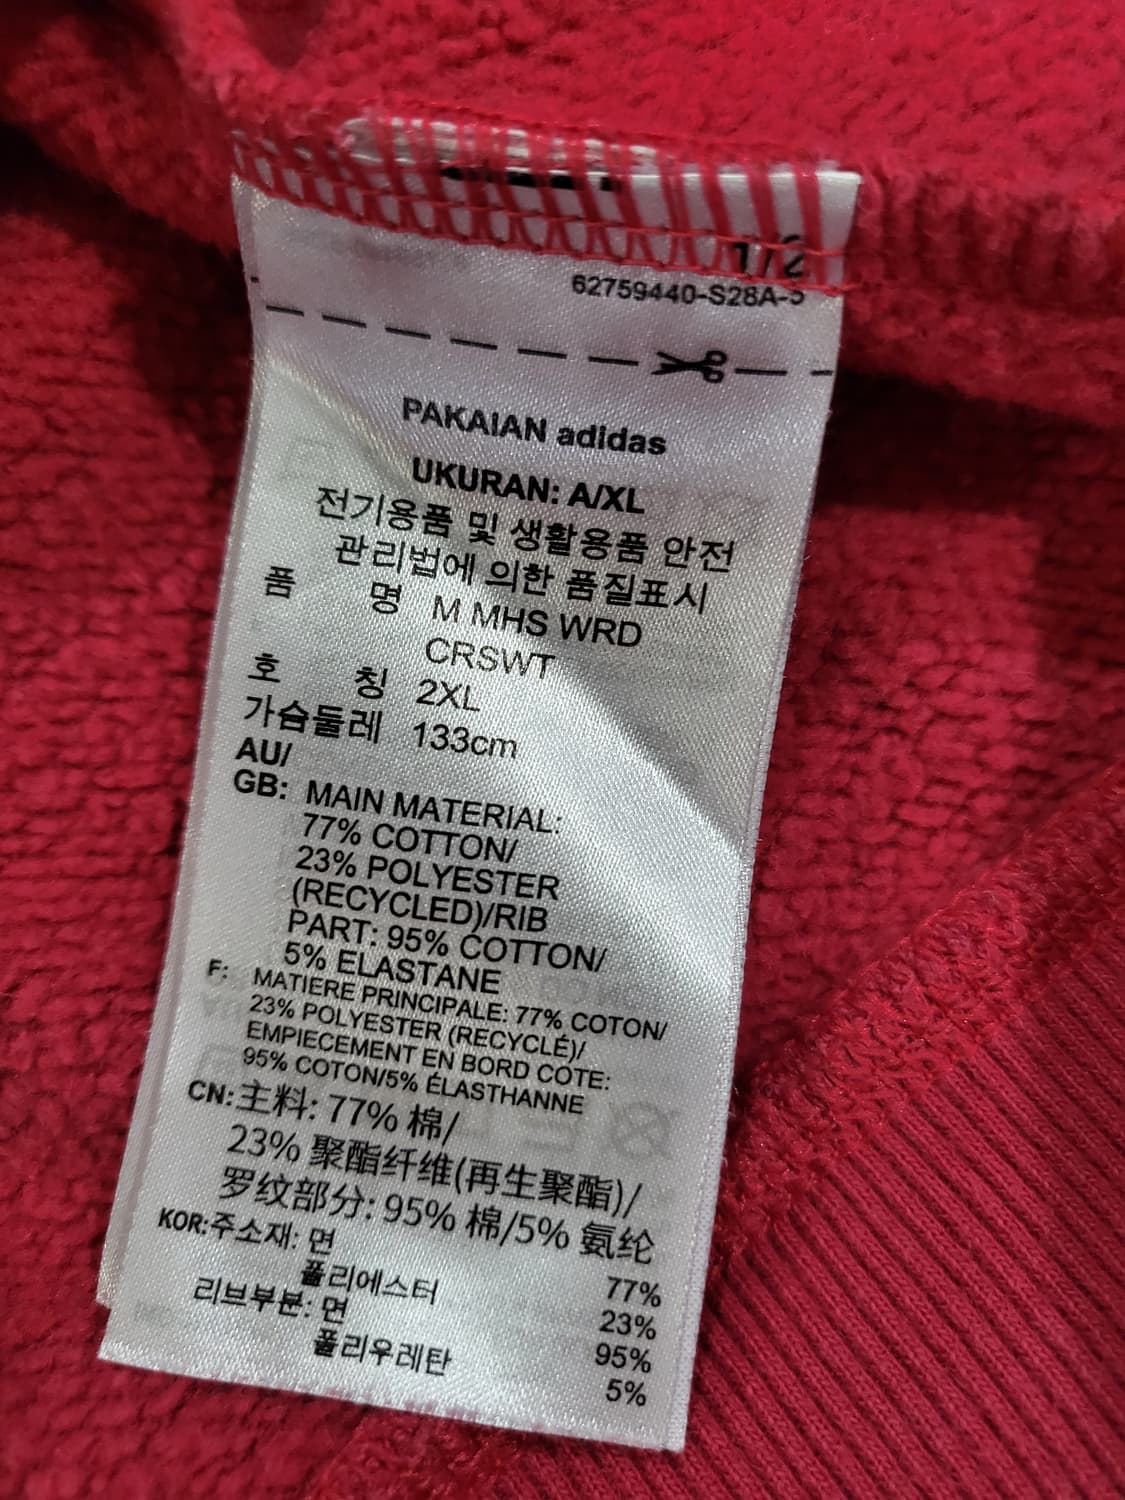 1/2
62759440-S28A-5
PAKAIAN adidas
UKURAN: A/XL
전기용품 및 생활용품 안전
관리법에 의한 품질표시
품 명 M MHS WRD
CRSWT
호 칭 2XL
가슴둘레 133cm
AU/
GB: MAIN MATERIAL:
77% COTTON/
23% POLYESTER
(RECYCLED)/RIB
PART: 95% COTTON/
5% ELASTANE
F: MATIERE PRINCIPALE: 77% COTON/
23% POLYESTER (RECYCLÉ)/
EMPIECEMENT EN BORD COTE:
95% COTON/5% ÉLASTHANNE
CN: 主料: 77% 棉/
23% 聚酯纤维(再生聚酯)/
罗纹部分: 95% 棉/5% 氨纶
KOR: 주소재: 면 77%
폴리에스터 23%
리브부분: 면 95%
폴리우레탄 5%